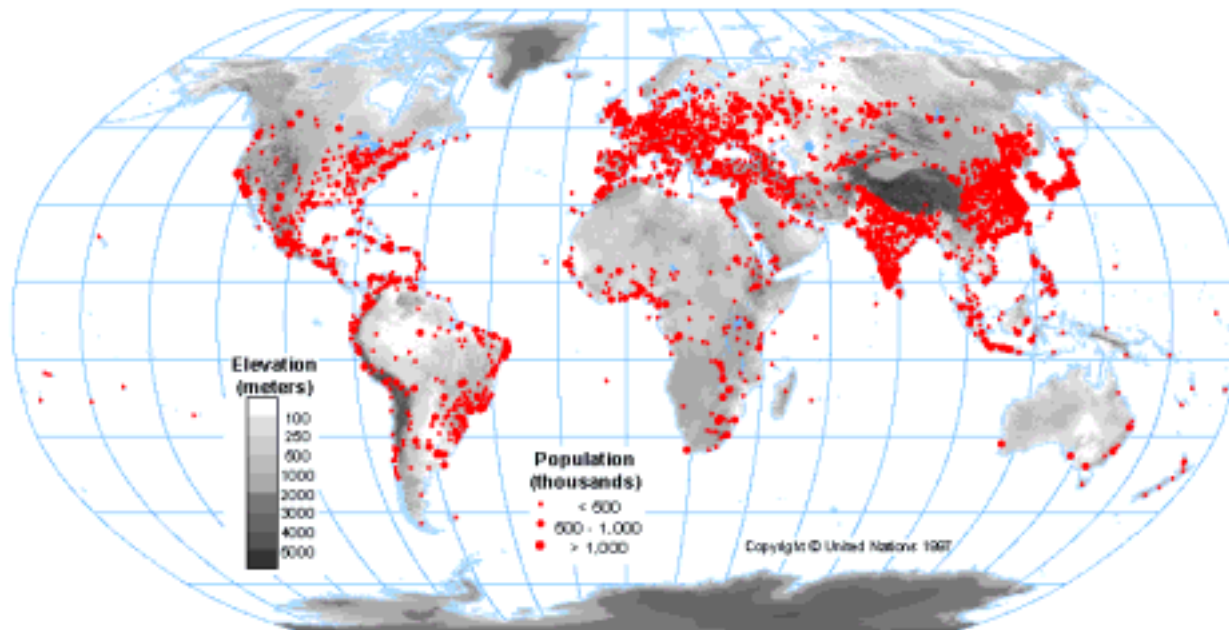 Elevation
(meters)
100
250
500
1000
2000
3000
4000
5000
Population
(thousands)
< 500
500 - 1,000
> 1,000
Copyright © United Nations 1997